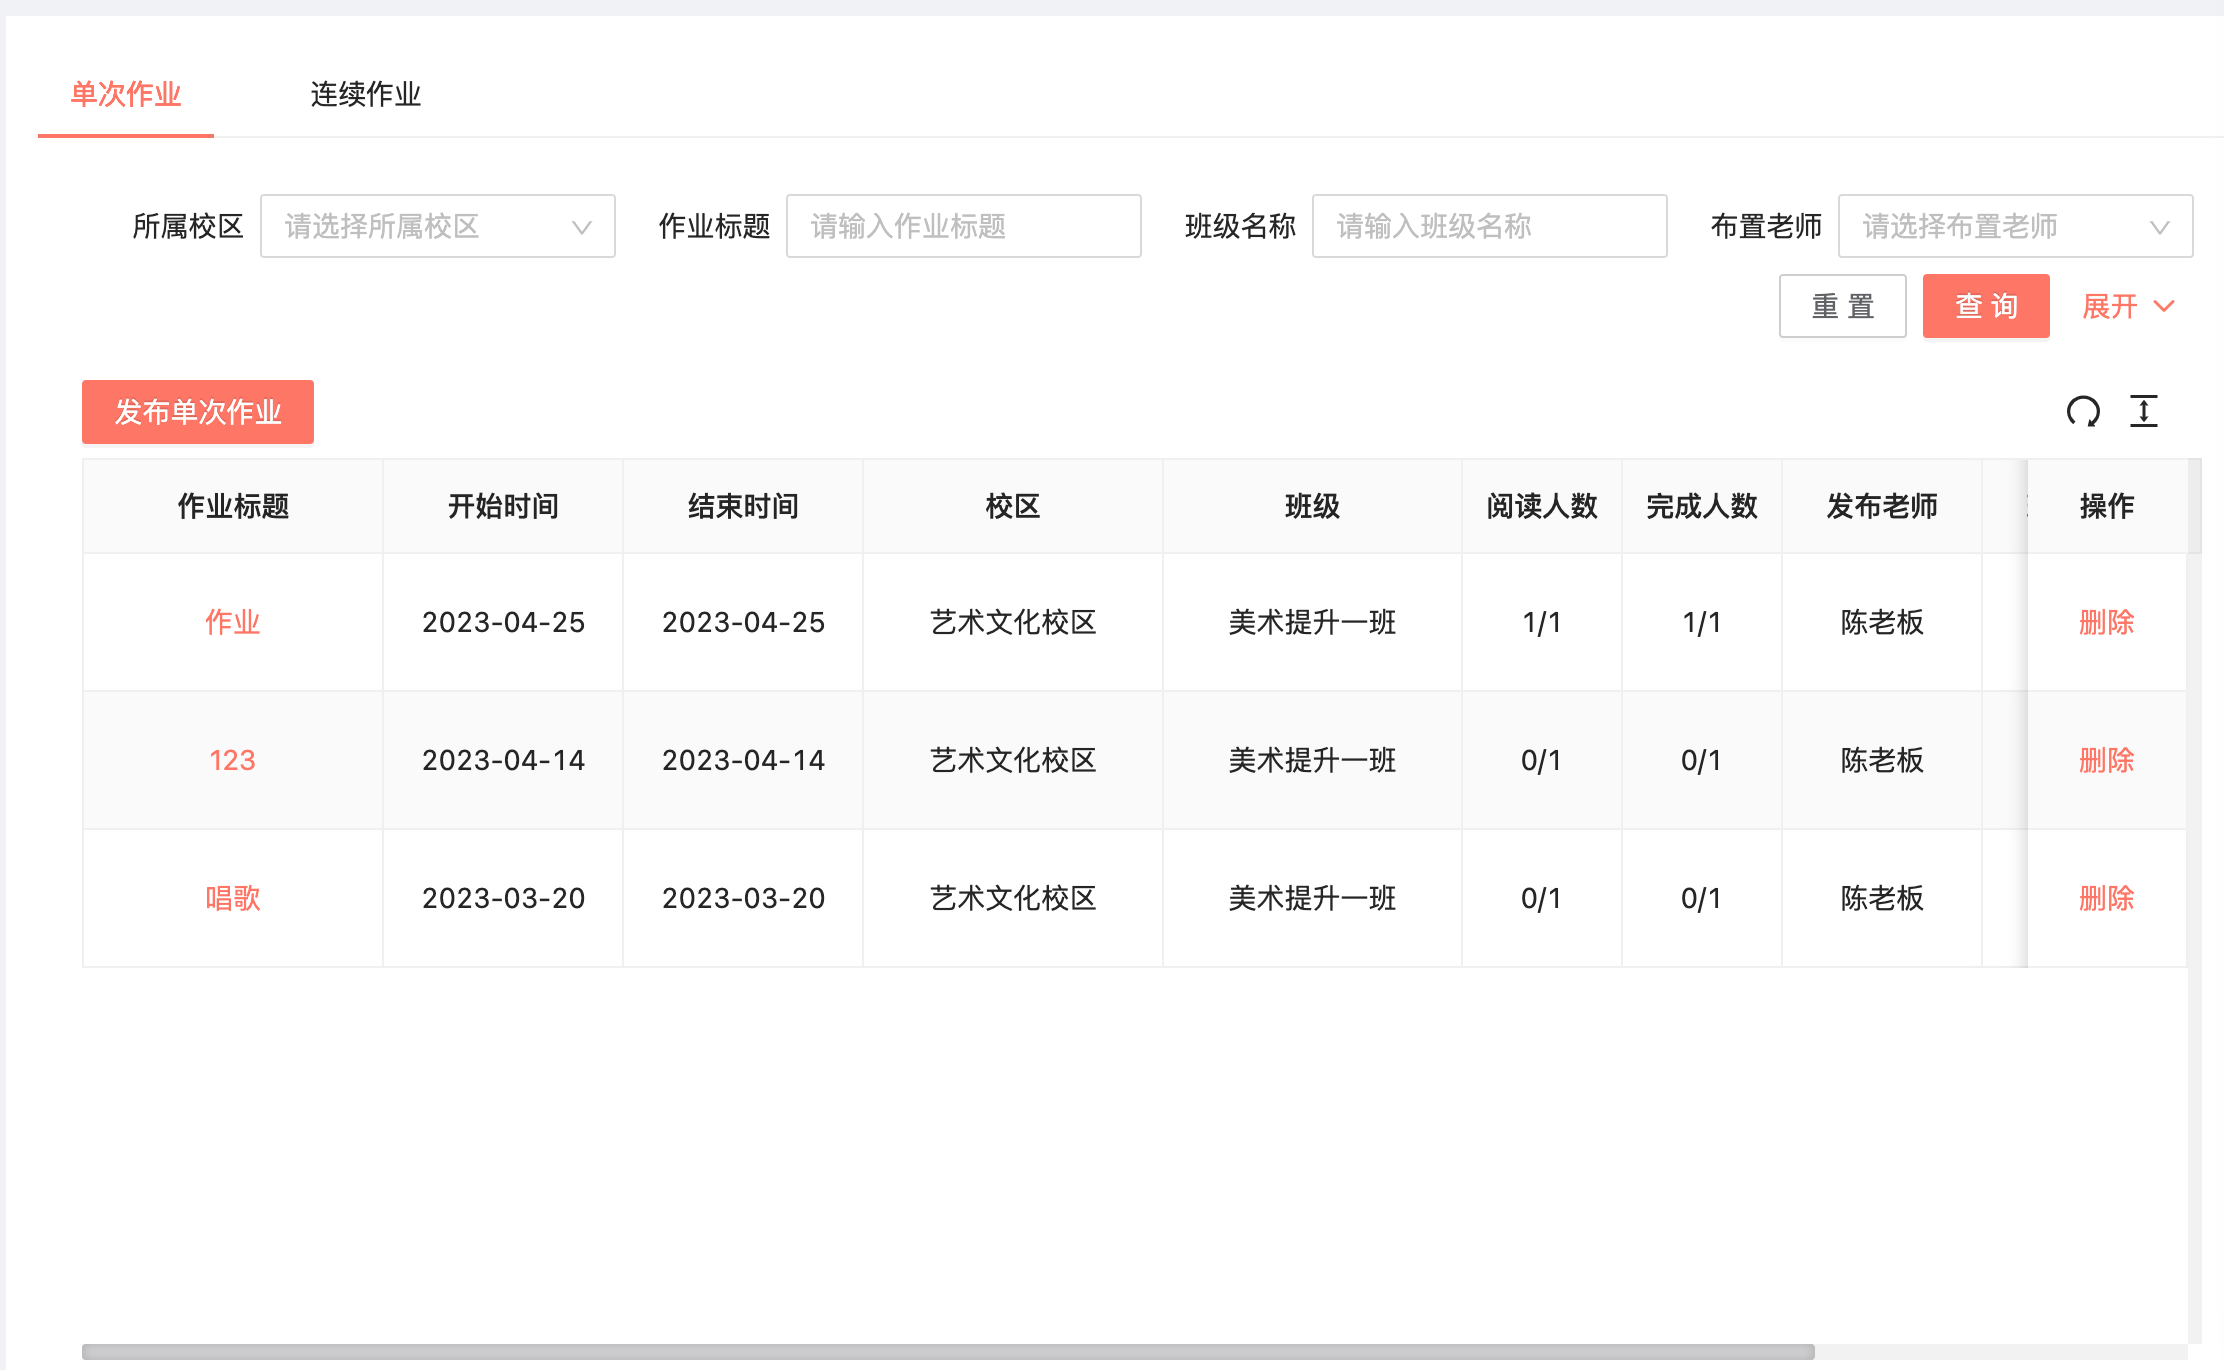 单次作业 连续作业
所属校区 请选择所属校区 作业标题 请输入作业标题 班级名称 请输入班级名称 布置老师 请选择布置老师
重 置 查 询 展开
发布单次作业
作业标题 开始时间 结束时间 校区 班级 阅读人数 完成人数 发布老师 操作
作业 2023-04-25 2023-04-25 艺术文化校区 美术提升一班 1/1 1/1 陈老板 删除
123 2023-04-14 2023-04-14 艺术文化校区 美术提升一班 0/1 0/1 陈老板 删除
唱歌 2023-03-20 2023-03-20 艺术文化校区 美术提升一班 0/1 0/1 陈老板 删除